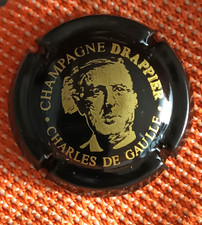 CHAMPAGNE DRAPPIER
• CHARLES DE GAULLE •